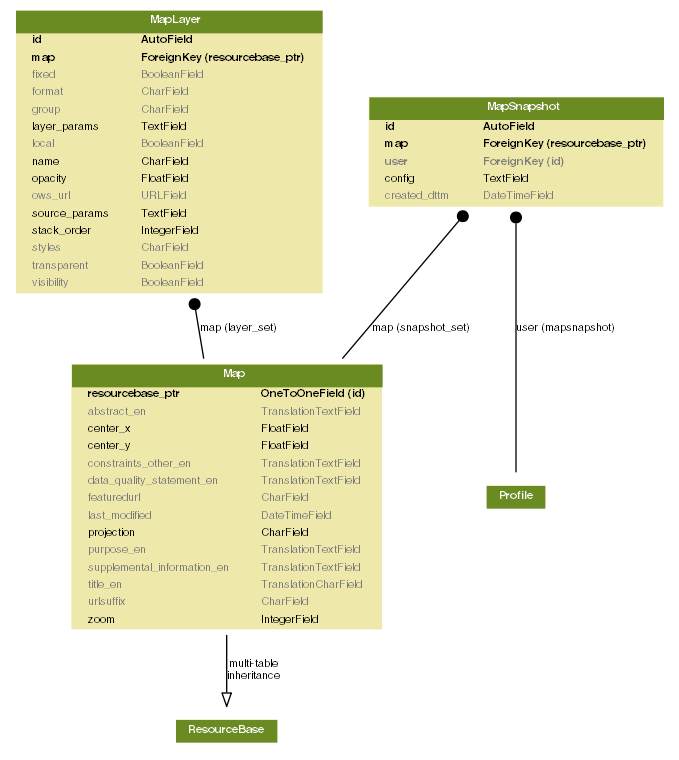 MapLayer
id AutoField
map ForeignKey (resourcebase_ptr)
fixed BooleanField
format CharField
group CharField
layer_params TextField
local BooleanField
name CharField
opacity FloatField
ows_url URLField
source_params TextField
stack_order IntegerField
styles CharField
transparent BooleanField
visibility BooleanField
MapSnapshot
id AutoField
map ForeignKey (resourcebase_ptr)
user ForeignKey (id)
config TextField
created_dttm DateTimeField
map (layer_set)
map (snapshot_set)
user (mapsnapshot)
Map
resourcebase_ptr OneToOneField (id)
abstract_en TranslationTextField
center_x FloatField
center_y FloatField
constraints_other_en TranslationTextField
data_quality_statement_en TranslationTextField
featuredurl CharField
last_modified DateTimeField
projection CharField
purpose_en TranslationTextField
supplemental_information_en TranslationTextField
title_en TranslationCharField
urlsuffix CharField
zoom IntegerField
Profile
multi-table
inheritance
ResourceBase